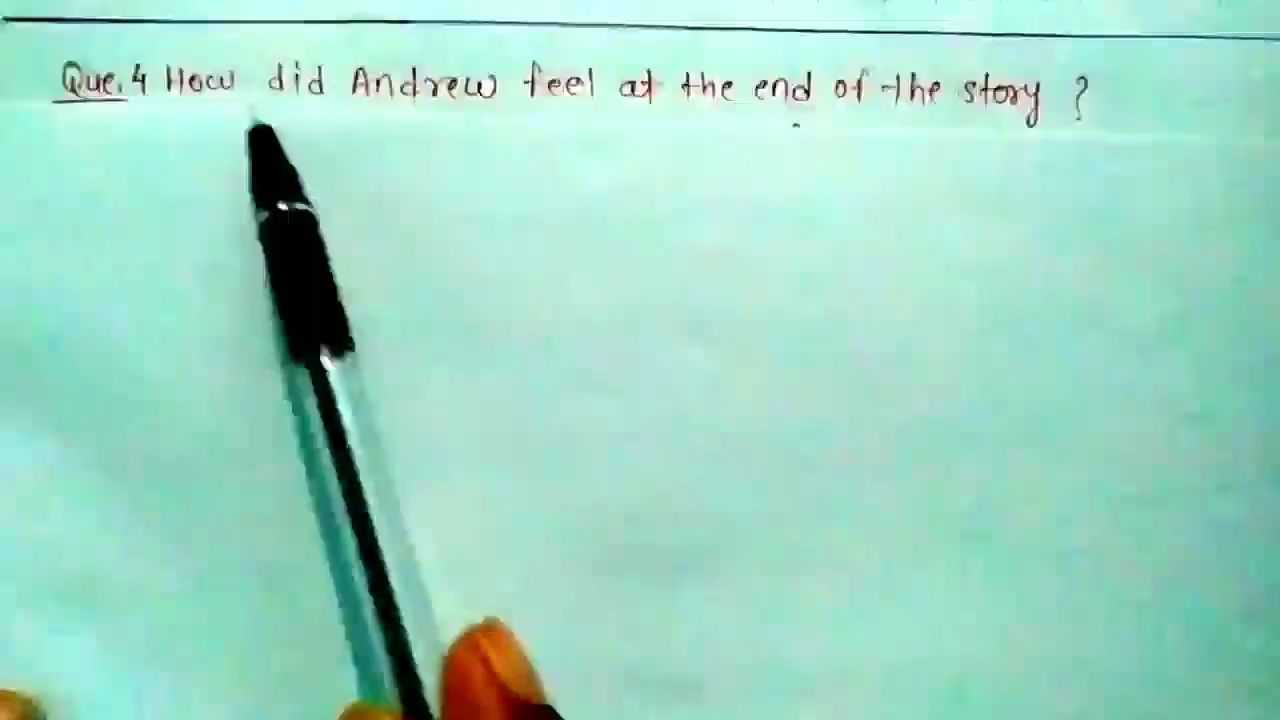 Que. 4 How did Andrew feel at the end of the story ?